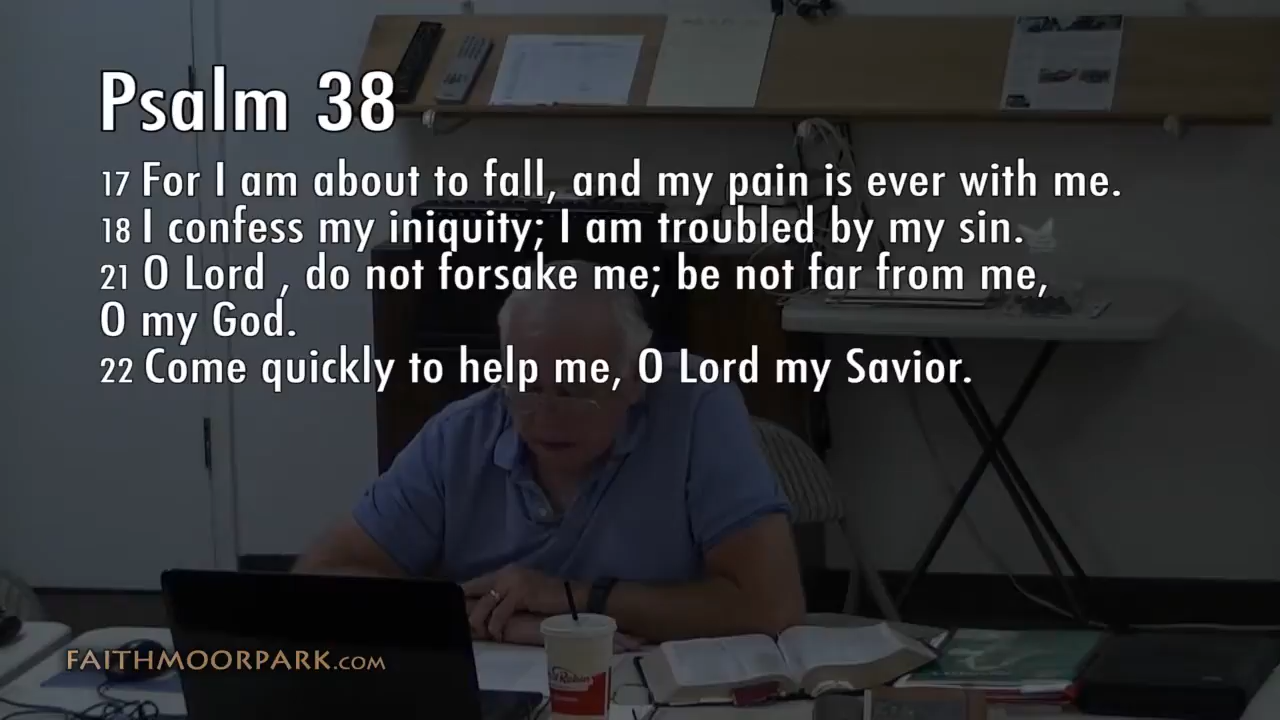 Psalm 38
17 For I am about to fall, and my pain is ever with me.
18 I confess my iniquity; I am troubled by my sin.
21 O Lord , do not forsake me; be not far from me,
O my God.
22 Come quickly to help me, O Lord my Savior.
FAITHMOORPARK.COM